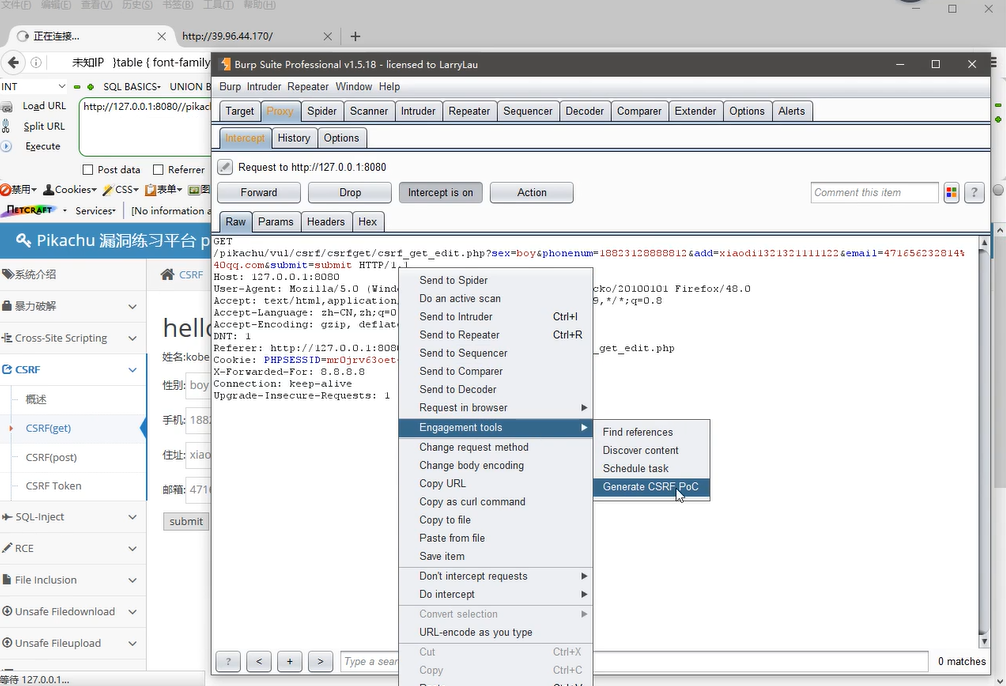 文件(F) 编辑(E) 查看(V) 历史(S) 书签(B) 工具(T) 帮助(H)
正在连接...
http://39.96.44.170/
未知IP }table { font-family
INT
SQL BASICS
UNION B
Load URL
http://127.0.0.1:8080//pikach
Split URL
Execute
Post data
Referrer
禁用
Cookies
CSS
表单
图
NETCRAFT
Services
[No information a
Pikachu 漏洞练习平台 p
系统介绍
CSRF
暴力破解
Cross-Site Scripting
CSRF
概述
CSRF(get)
CSRF(post)
CSRF Token
SQL-Inject
RCE
File Inclusion
Unsafe Filedownload
Unsafe Fileupload
等待 127.0.0.1...
hello
姓名:kobe
性别: boy
手机: 1882
住址: xiao
邮箱: 4716
submit
Burp Suite Professional v1.5.18 - licensed to LarryLau
Burp Intruder Repeater Window Help
Target Proxy Spider Scanner Intruder Repeater Sequencer Decoder Comparer Extender Options Alerts
Intercept History Options
Request to http://127.0.0.1:8080
Forward Drop Intercept is on Action
Comment this item
?
Raw Params Headers Hex
GET
/pikachu/vul/csrf/csrfget/csrf_get_edit.php?sex=boy&phonenum=188231288888812&add=xiaodi1321321111122&email=471656232814%
40qq.com&submit=submit HTTP/1.1
Host: 127.0.0.1:8080
User-Agent: Mozilla/5.0 (Wind
cko/20100101 Firefox/48.0
Accept: text/html,application
9,*/*;q=0.8
Accept-Language: zh-CN,zh;q=0
Accept-Encoding: gzip, deflat
DNT: 1
Referer: http://127.0.0.1:808
_get_edit.php
Cookie: PHPSESSID=mr0jrv63oet
X-Forwarded-For: 8.8.8.8
Connection: keep-alive
Upgrade-Insecure-Requests: 1
Send to Spider
Do an active scan
Send to Intruder Ctrl+I
Send to Repeater Ctrl+R
Send to Sequencer
Send to Comparer
Send to Decoder
Request in browser
Engagement tools
Find references
Discover content
Schedule task
Generate CSRF PoC
Change request method
Change body encoding
Copy URL
Copy as curl command
Copy to file
Paste from file
Save item
Don't intercept requests
Do intercept
Convert selection
URL-encode as you type
Cut Ctrl+X
Copy Ctrl+C
? < + >
Type a sear
0 matches